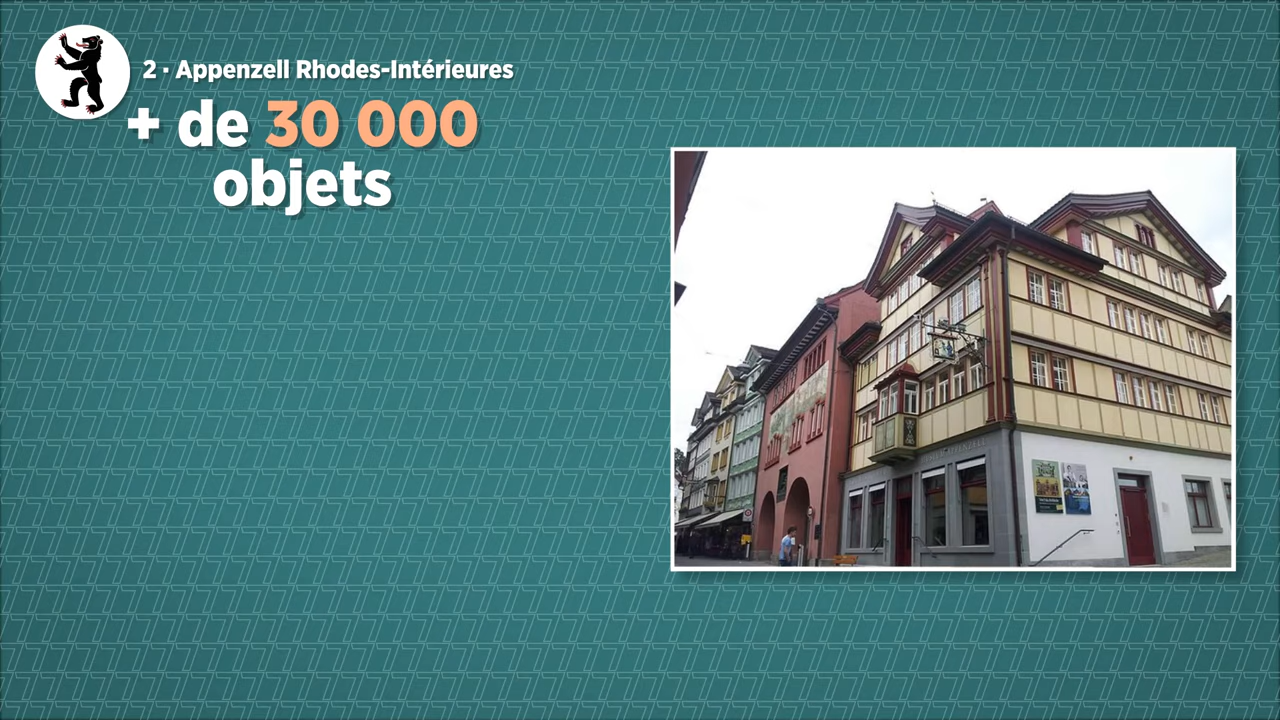 2 · Appenzell Rhodes-Intérieures
+ de 30 000
objets